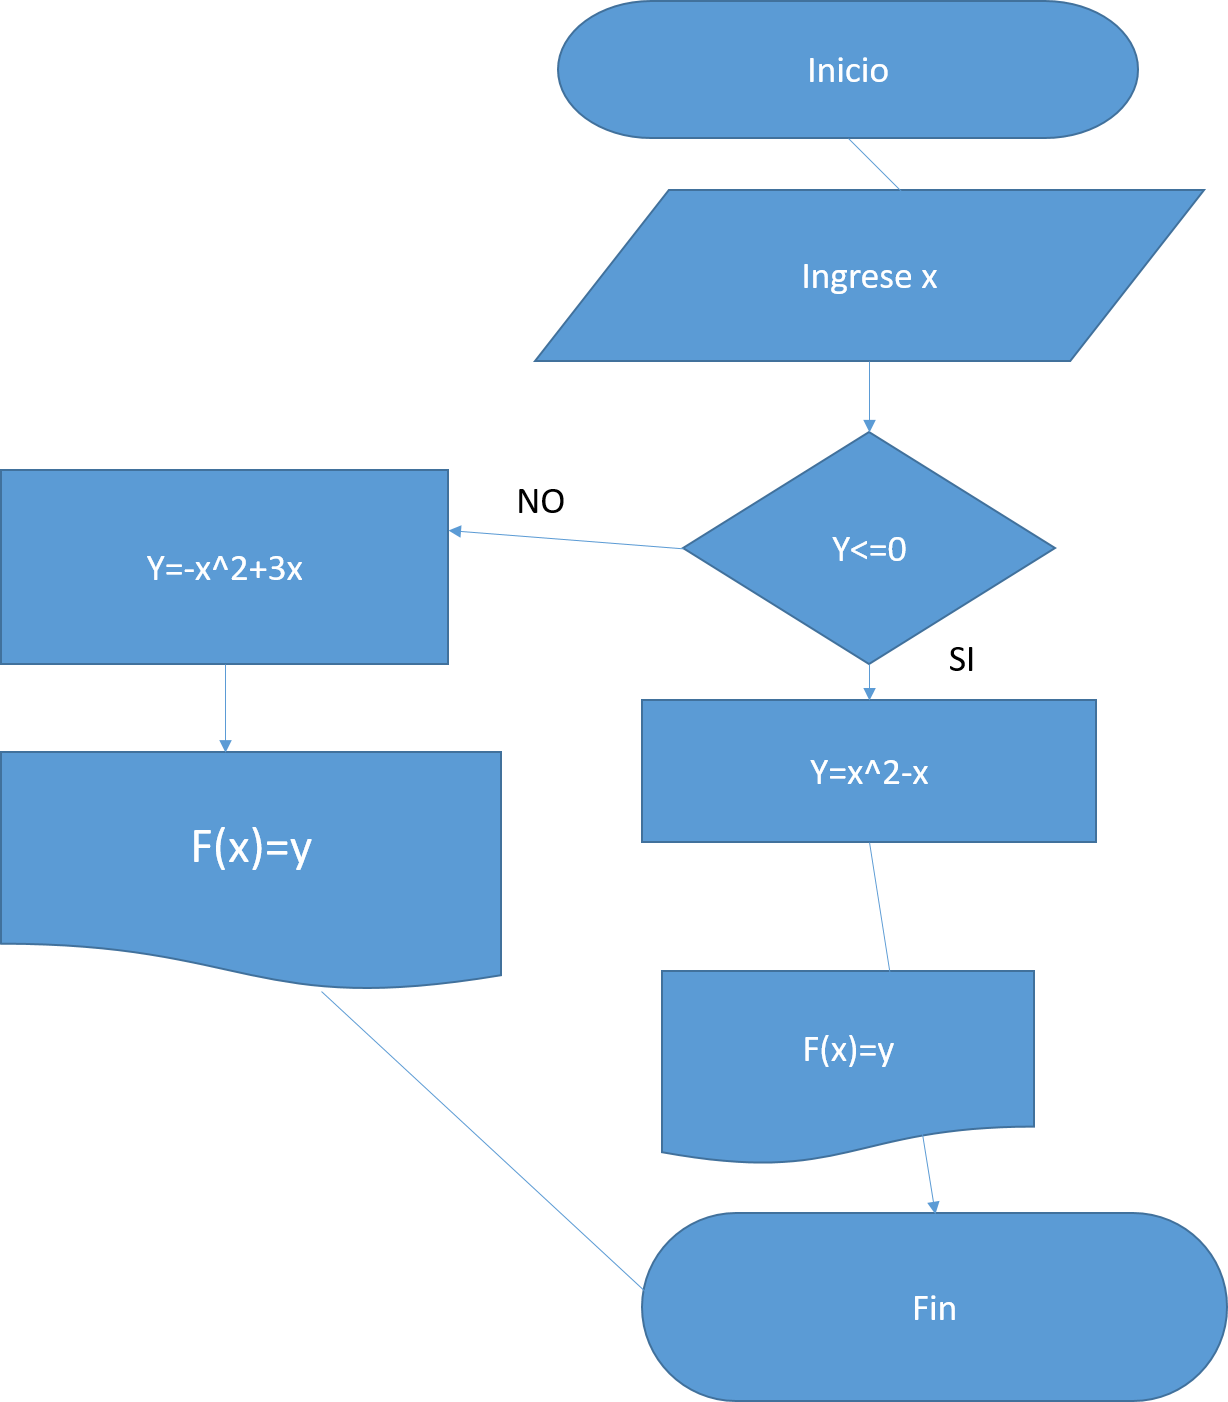 Inicio
Ingrese x
Y<=0
NO
Y=-x^2+3x
F(x)=y
SI
Y=x^2-x
F(x)=y
Fin